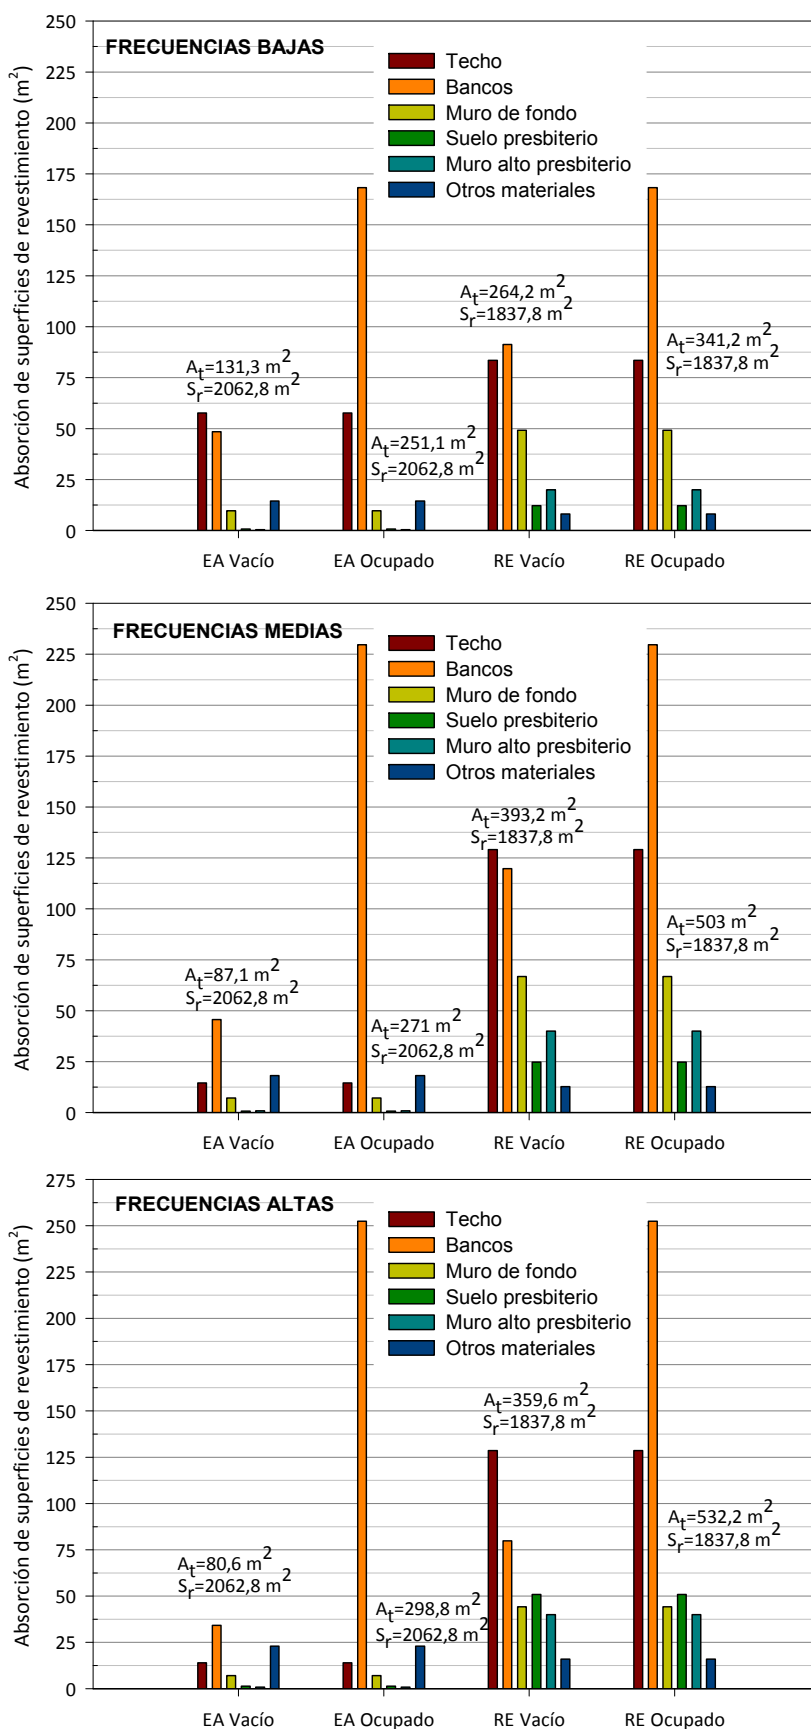 FRECUENCIAS BAJAS
Absorción de superficies de revestimiento (m²)
250
225
200
175
150
125
100
75
50
25
0
Techo
Bancos
Muro de fondo
Suelo presbiterio
Muro alto presbiterio
Otros materiales
At=131,3 m²
Sr=2062,8 m²
At=251,1 m²
Sr=2062,8 m²
At=264,2 m²
Sr=1837,8 m²
At=341,2 m²
Sr=1837,8 m²
EA Vacío EA Ocupado RE Vacío RE Ocupado
FRECUENCIAS MEDIAS
Absorción de superficies de revestimiento (m²)
250
225
200
175
150
125
100
75
50
25
0
Techo
Bancos
Muro de fondo
Suelo presbiterio
Muro alto presbiterio
Otros materiales
At=87,1 m²
Sr=2062,8 m²
At=271 m²
Sr=2062,8 m²
At=393,2 m²
Sr=1837,8 m²
At=503 m²
Sr=1837,8 m²
EA Vacío EA Ocupado RE Vacío RE Ocupado
FRECUENCIAS ALTAS
Absorción de superficies de revestimiento (m²)
275
250
225
200
175
150
125
100
75
50
25
0
Techo
Bancos
Muro de fondo
Suelo presbiterio
Muro alto presbiterio
Otros materiales
At=80,6 m²
Sr=2062,8 m²
At=298,8 m²
Sr=2062,8 m²
At=359,6 m²
Sr=1837,8 m²
At=532,2 m²
Sr=1837,8 m²
EA Vacío EA Ocupado RE Vacío RE Ocupado